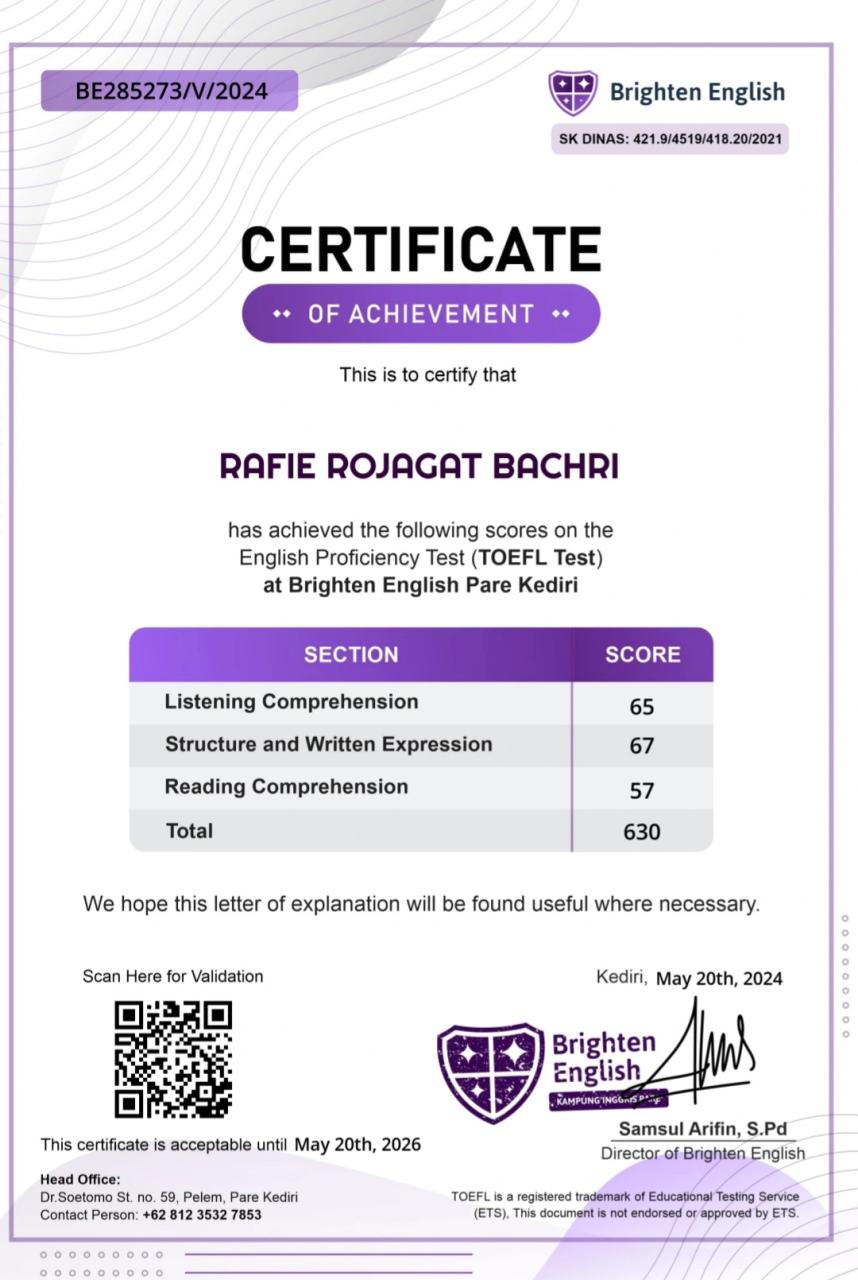 BE285273/V/2024
Brighten English
SK DINAS: 421.9/4519/418.20/2021
CERTIFICATE
OF ACHIEVEMENT
This is to certify that
RAFIE ROJAGAT BACHRI
has achieved the following scores on the
English Proficiency Test (TOEFL Test)
at Brighten English Pare Kediri
SECTION SCORE
Listening Comprehension 65
Structure and Written Expression 67
Reading Comprehension 57
Total 630
We hope this letter of explanation will be found useful where necessary.
Scan Here for Validation
Kediri, May 20th, 2024
Brighten
English
KAMPUNG INGGRIS PARE
Samsul Arifin, S.Pd
Director of Brighten English
This certificate is acceptable until May 20th, 2026
Head Office:
Dr.Soetomo St. no. 59, Pelem, Pare Kediri
Contact Person: +62 812 3532 7853
TOEFL is a registered trademark of Educational Testing Service
(ETS), This document is not endorsed or approved by ETS.